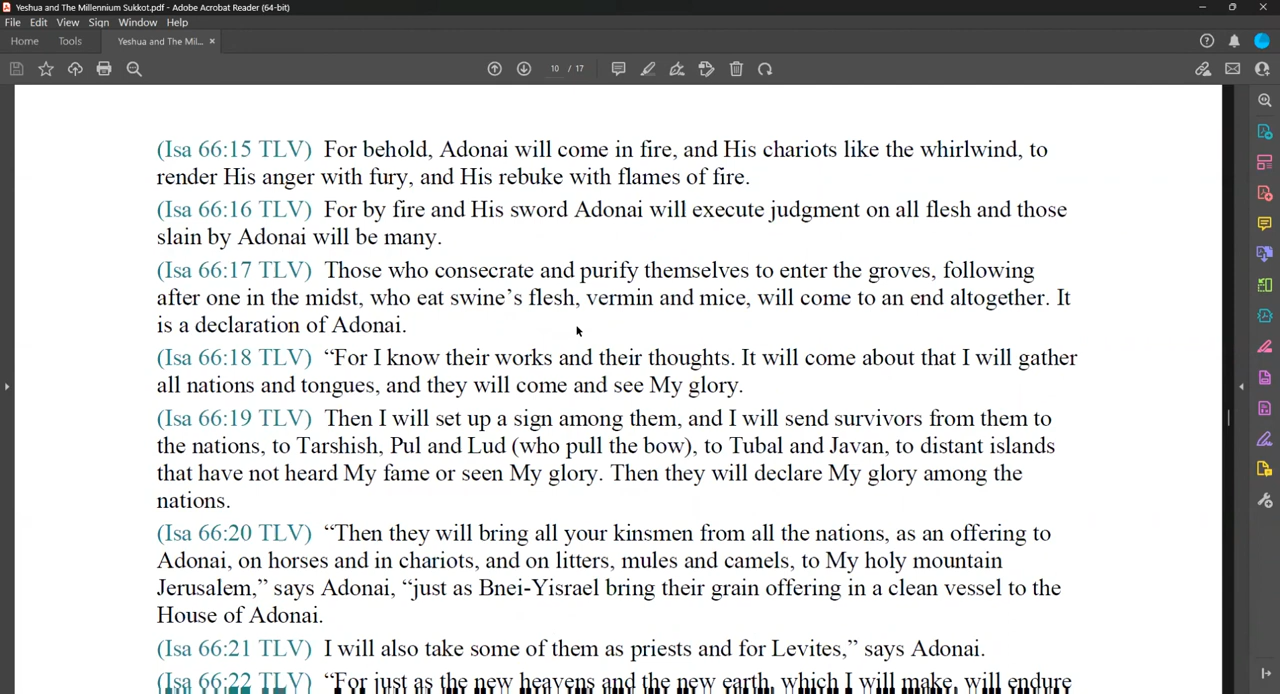 Yeshua and The Millennium Sukkot.pdf - Adobe Acrobat Reader (64-bit)
File Edit View Sign Window Help
Home Tools Yeshua and The Mil... ×
10 / 17
(Isa 66:15 TLV) For behold, Adonai will come in fire, and His chariots like the whirlwind, to
render His anger with fury, and His rebuke with flames of fire.
(Isa 66:16 TLV) For by fire and His sword Adonai will execute judgment on all flesh and those
slain by Adonai will be many.
(Isa 66:17 TLV) Those who consecrate and purify themselves to enter the groves, following
after one in the midst, who eat swine’s flesh, vermin and mice, will come to an end altogether. It
is a declaration of Adonai.
(Isa 66:18 TLV) “For I know their works and their thoughts. It will come about that I will gather
all nations and tongues, and they will come and see My glory.
(Isa 66:19 TLV) Then I will set up a sign among them, and I will send survivors from them to
the nations, to Tarshish, Pul and Lud (who pull the bow), to Tubal and Javan, to distant islands
that have not heard My fame or seen My glory. Then they will declare My glory among the
nations.
(Isa 66:20 TLV) “Then they will bring all your kinsmen from all the nations, as an offering to
Adonai, on horses and in chariots, and on litters, mules and camels, to My holy mountain
Jerusalem,” says Adonai, “just as Bnei-Yisrael bring their grain offering in a clean vessel to the
House of Adonai.
(Isa 66:21 TLV) I will also take some of them as priests and for Levites,” says Adonai.
(Isa 66:22 TLV) “For just as the new heavens and the new earth, which I will make, will endure